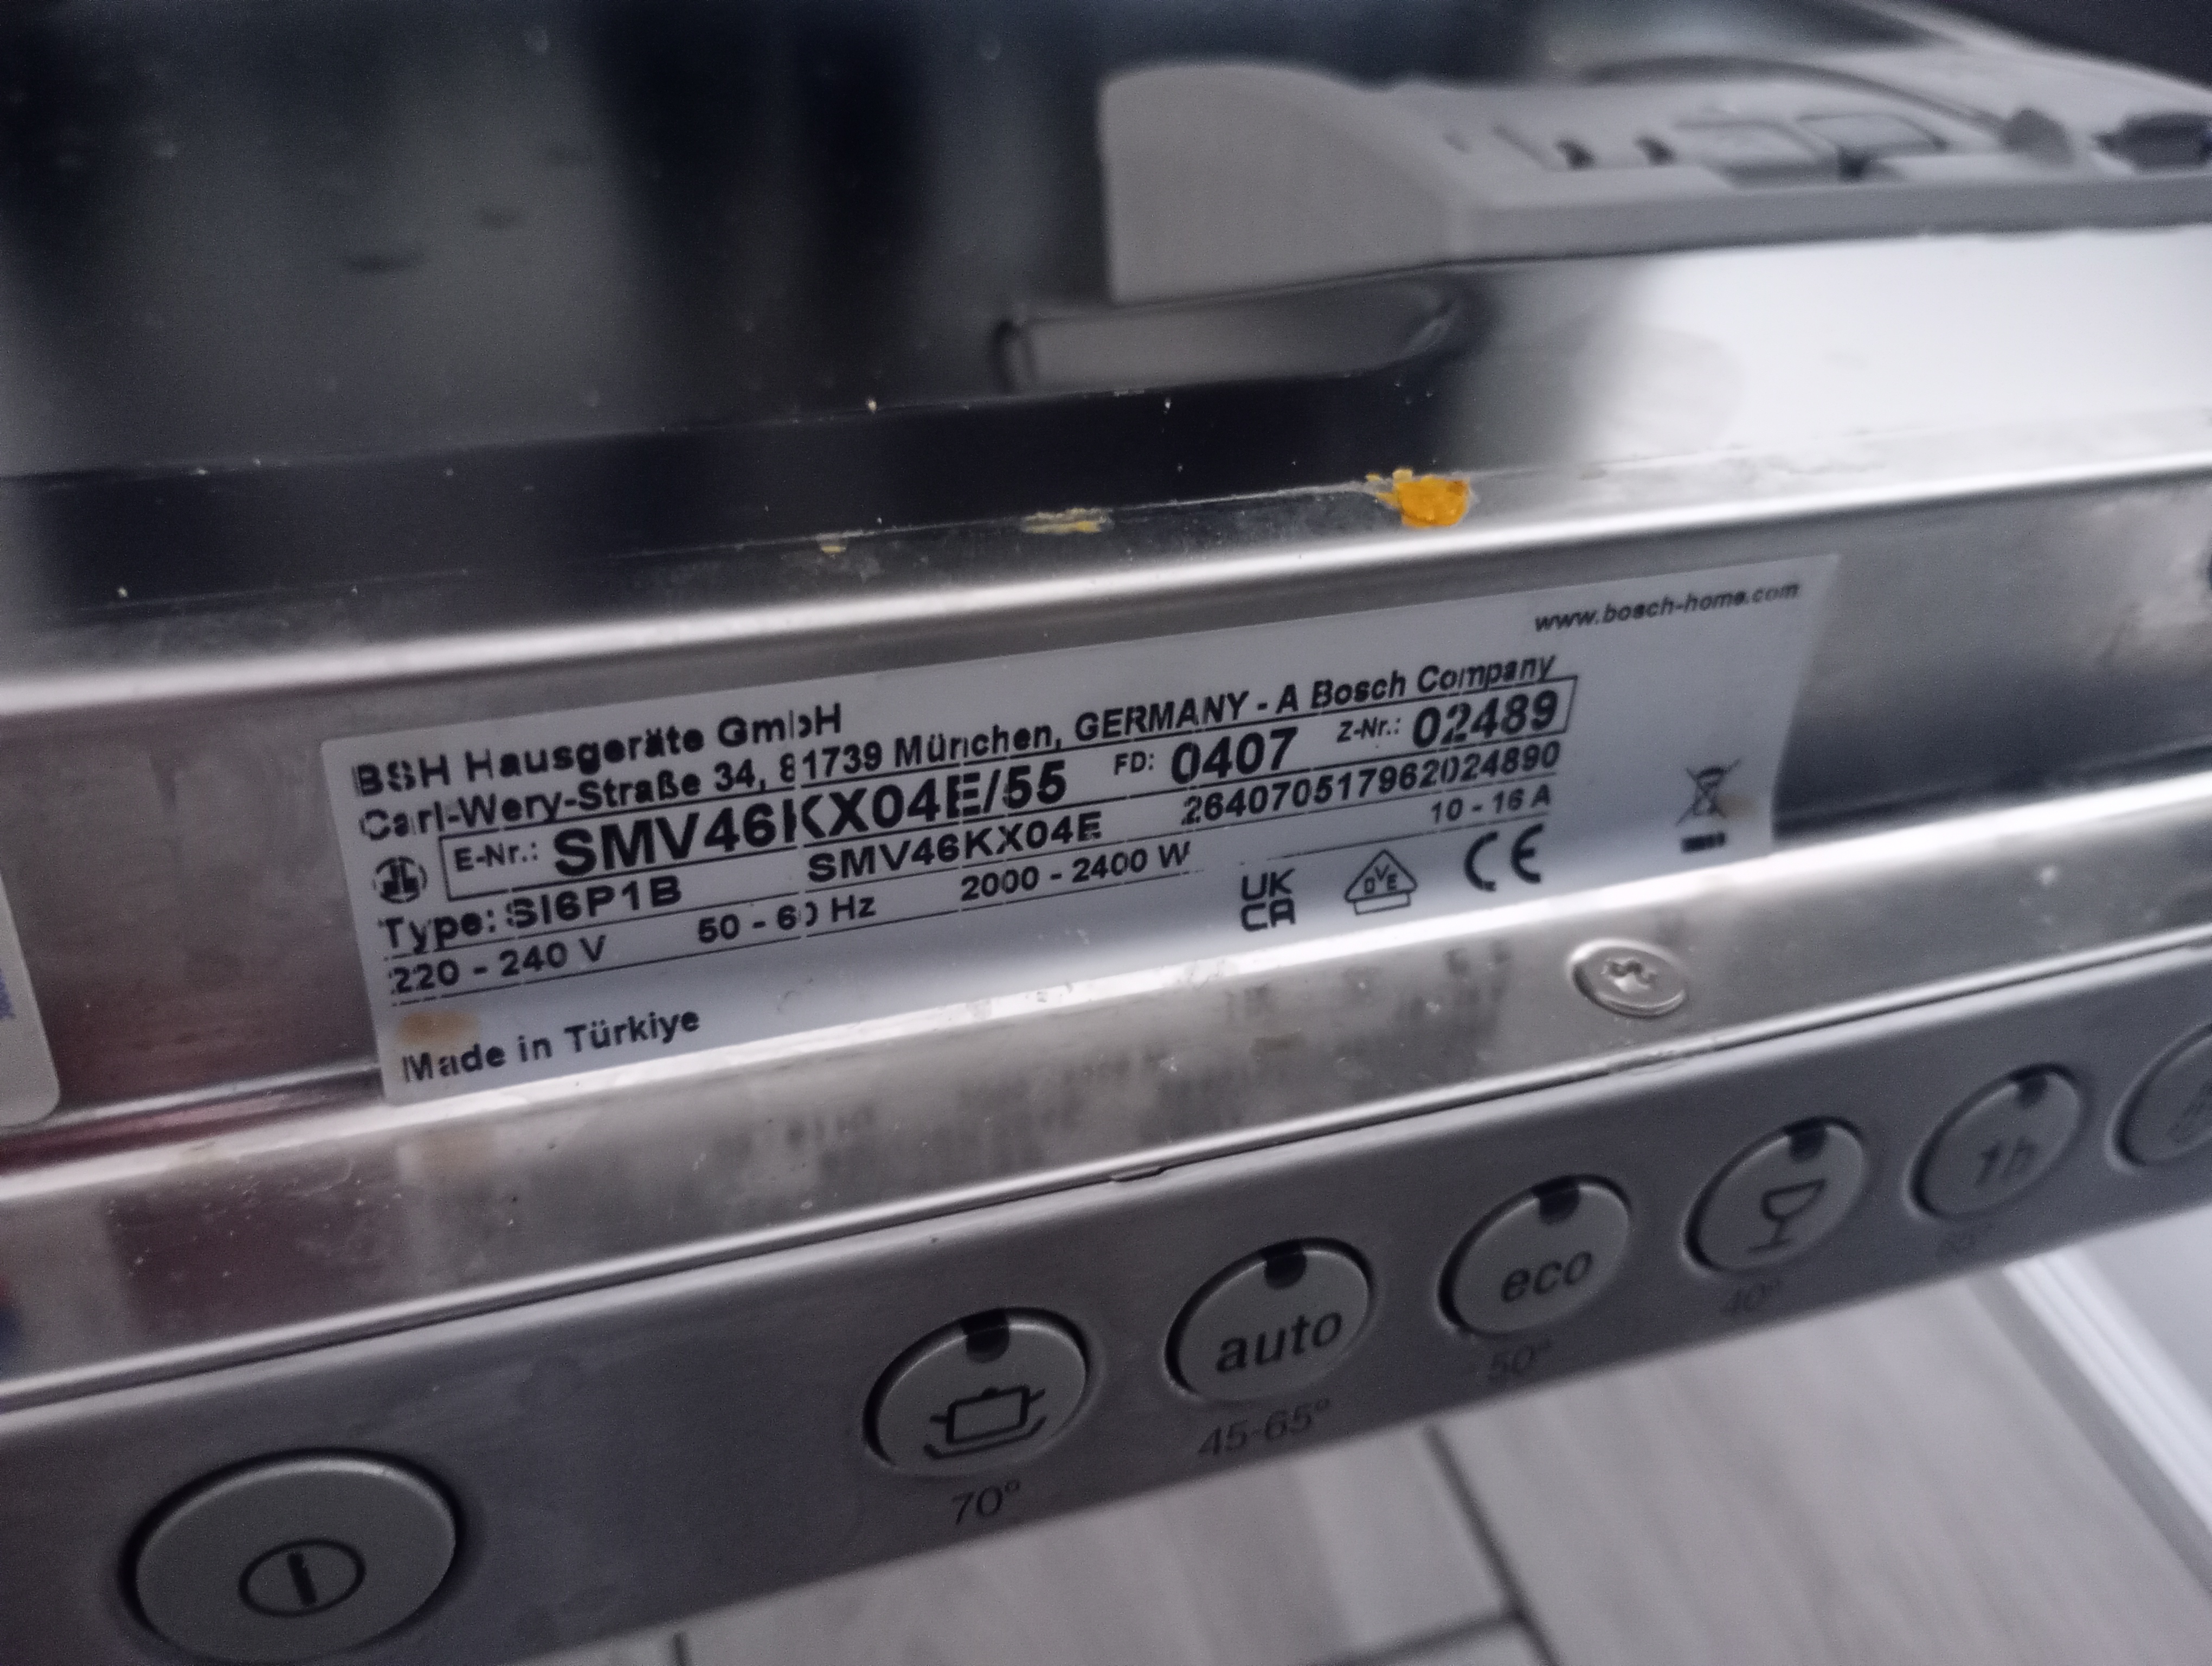 www.bosch-home.com
BSH Hausgeräte GmbH
Carl-Wery-Straße 34, 81739 München, GERMANY - A Bosch Company
E-Nr.: SMV46KX04E/55 FD: 0407 Z-Nr.: 02489
Type: SI6P1B SMV46KX04E 264070517962024890
220 - 240 V 50 - 60 Hz 2000 - 2400 W 10 - 16 A
UK
CA DVE CE
Made in Türkiye
auto eco 1h
70° 45-65° 50° 40°